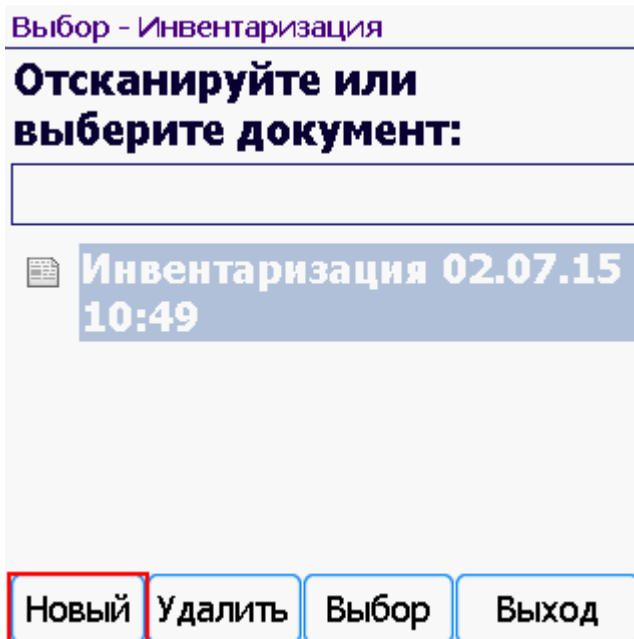 Выбор - Инвентаризация
Отсканируйте или
выберите документ:
Инвентаризация 02.07.15
10:49
Новый Удалить Выбор Выход